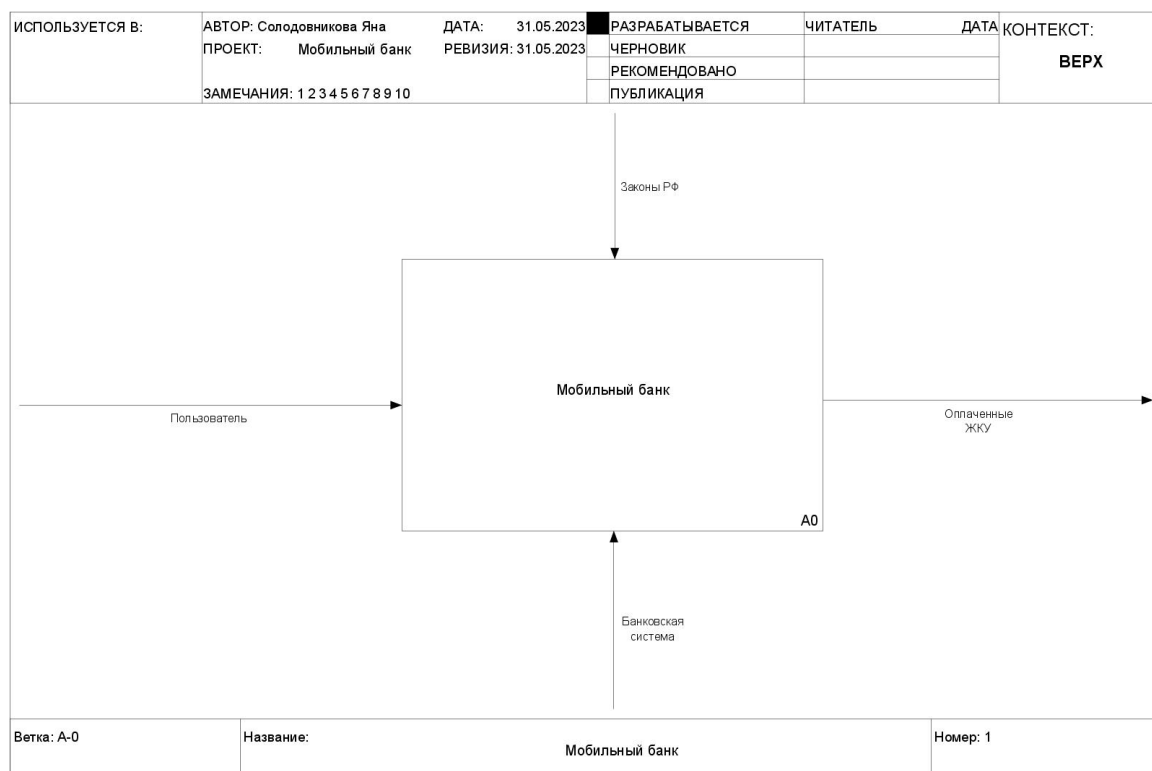 ИСПОЛЬЗУЕТСЯ В:
АВТОР: Солодовникова Яна
ДАТА: 31.05.2023
РАЗРАБАТЫВАЕТСЯ
ЧИТАТЕЛЬ
ДАТА
КОНТЕКСТ:
ПРОЕКТ: Мобильный банк
РЕВИЗИЯ: 31.05.2023
ЧЕРНОВИК
ВЕРХ
РЕКОМЕНДОВАНО
ЗАМЕЧАНИЯ: 1 2 3 4 5 6 7 8 9 10
ПУБЛИКАЦИЯ
Законы РФ
Мобильный банк
Пользователь
Оплаченные
ЖКУ
A0
Банковская
система
Ветка: A-0
Название:
Мобильный банк
Номер: 1